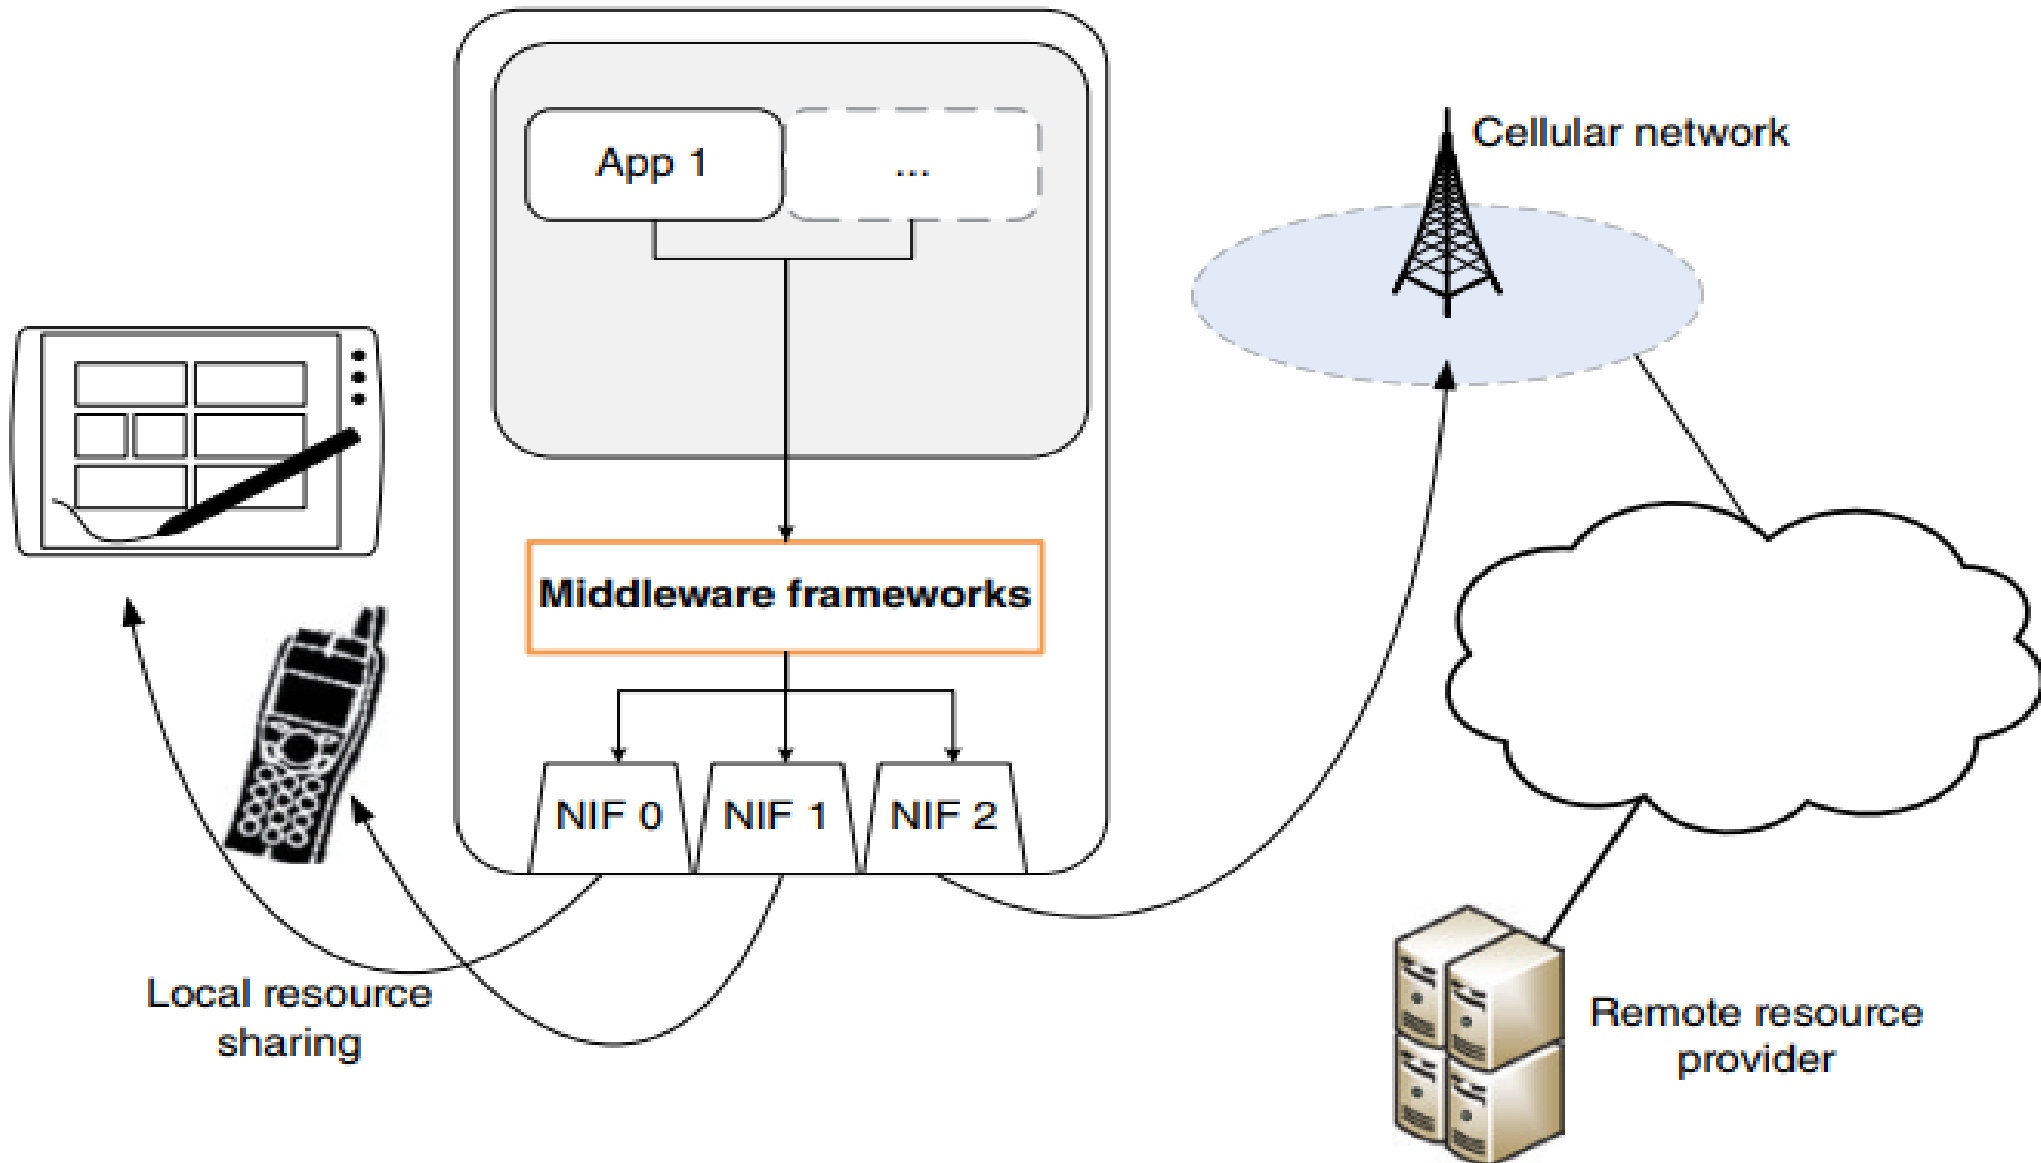 App 1
...
Cellular network
Middleware frameworks
NIF 0
NIF 1
NIF 2
Local resource
sharing
Remote resource
provider